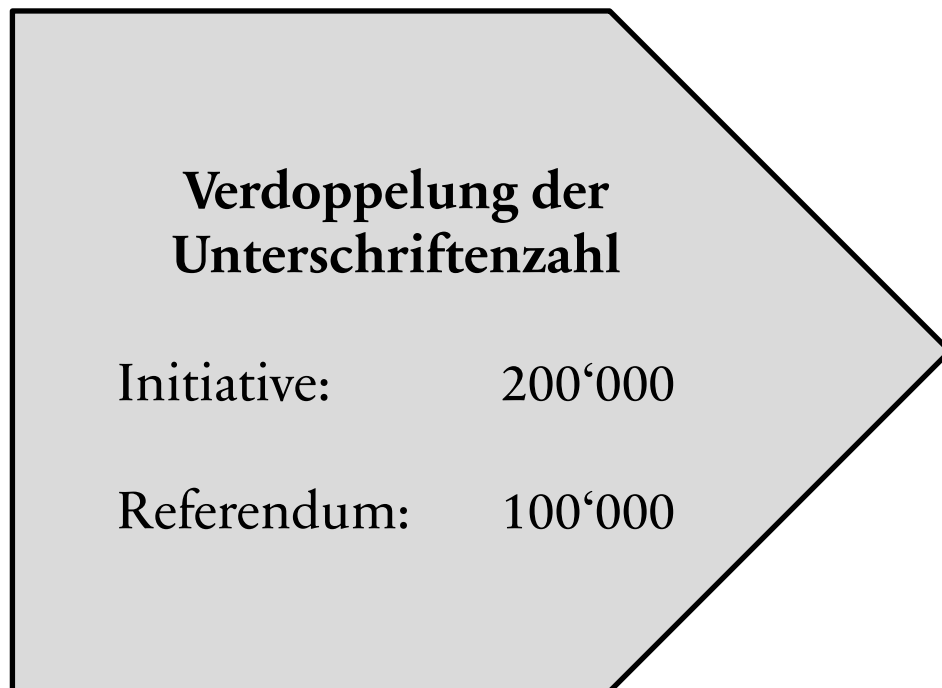 Verdoppelung der
Unterschriftenzahl
Initiative: 200‘000
Referendum: 100‘000